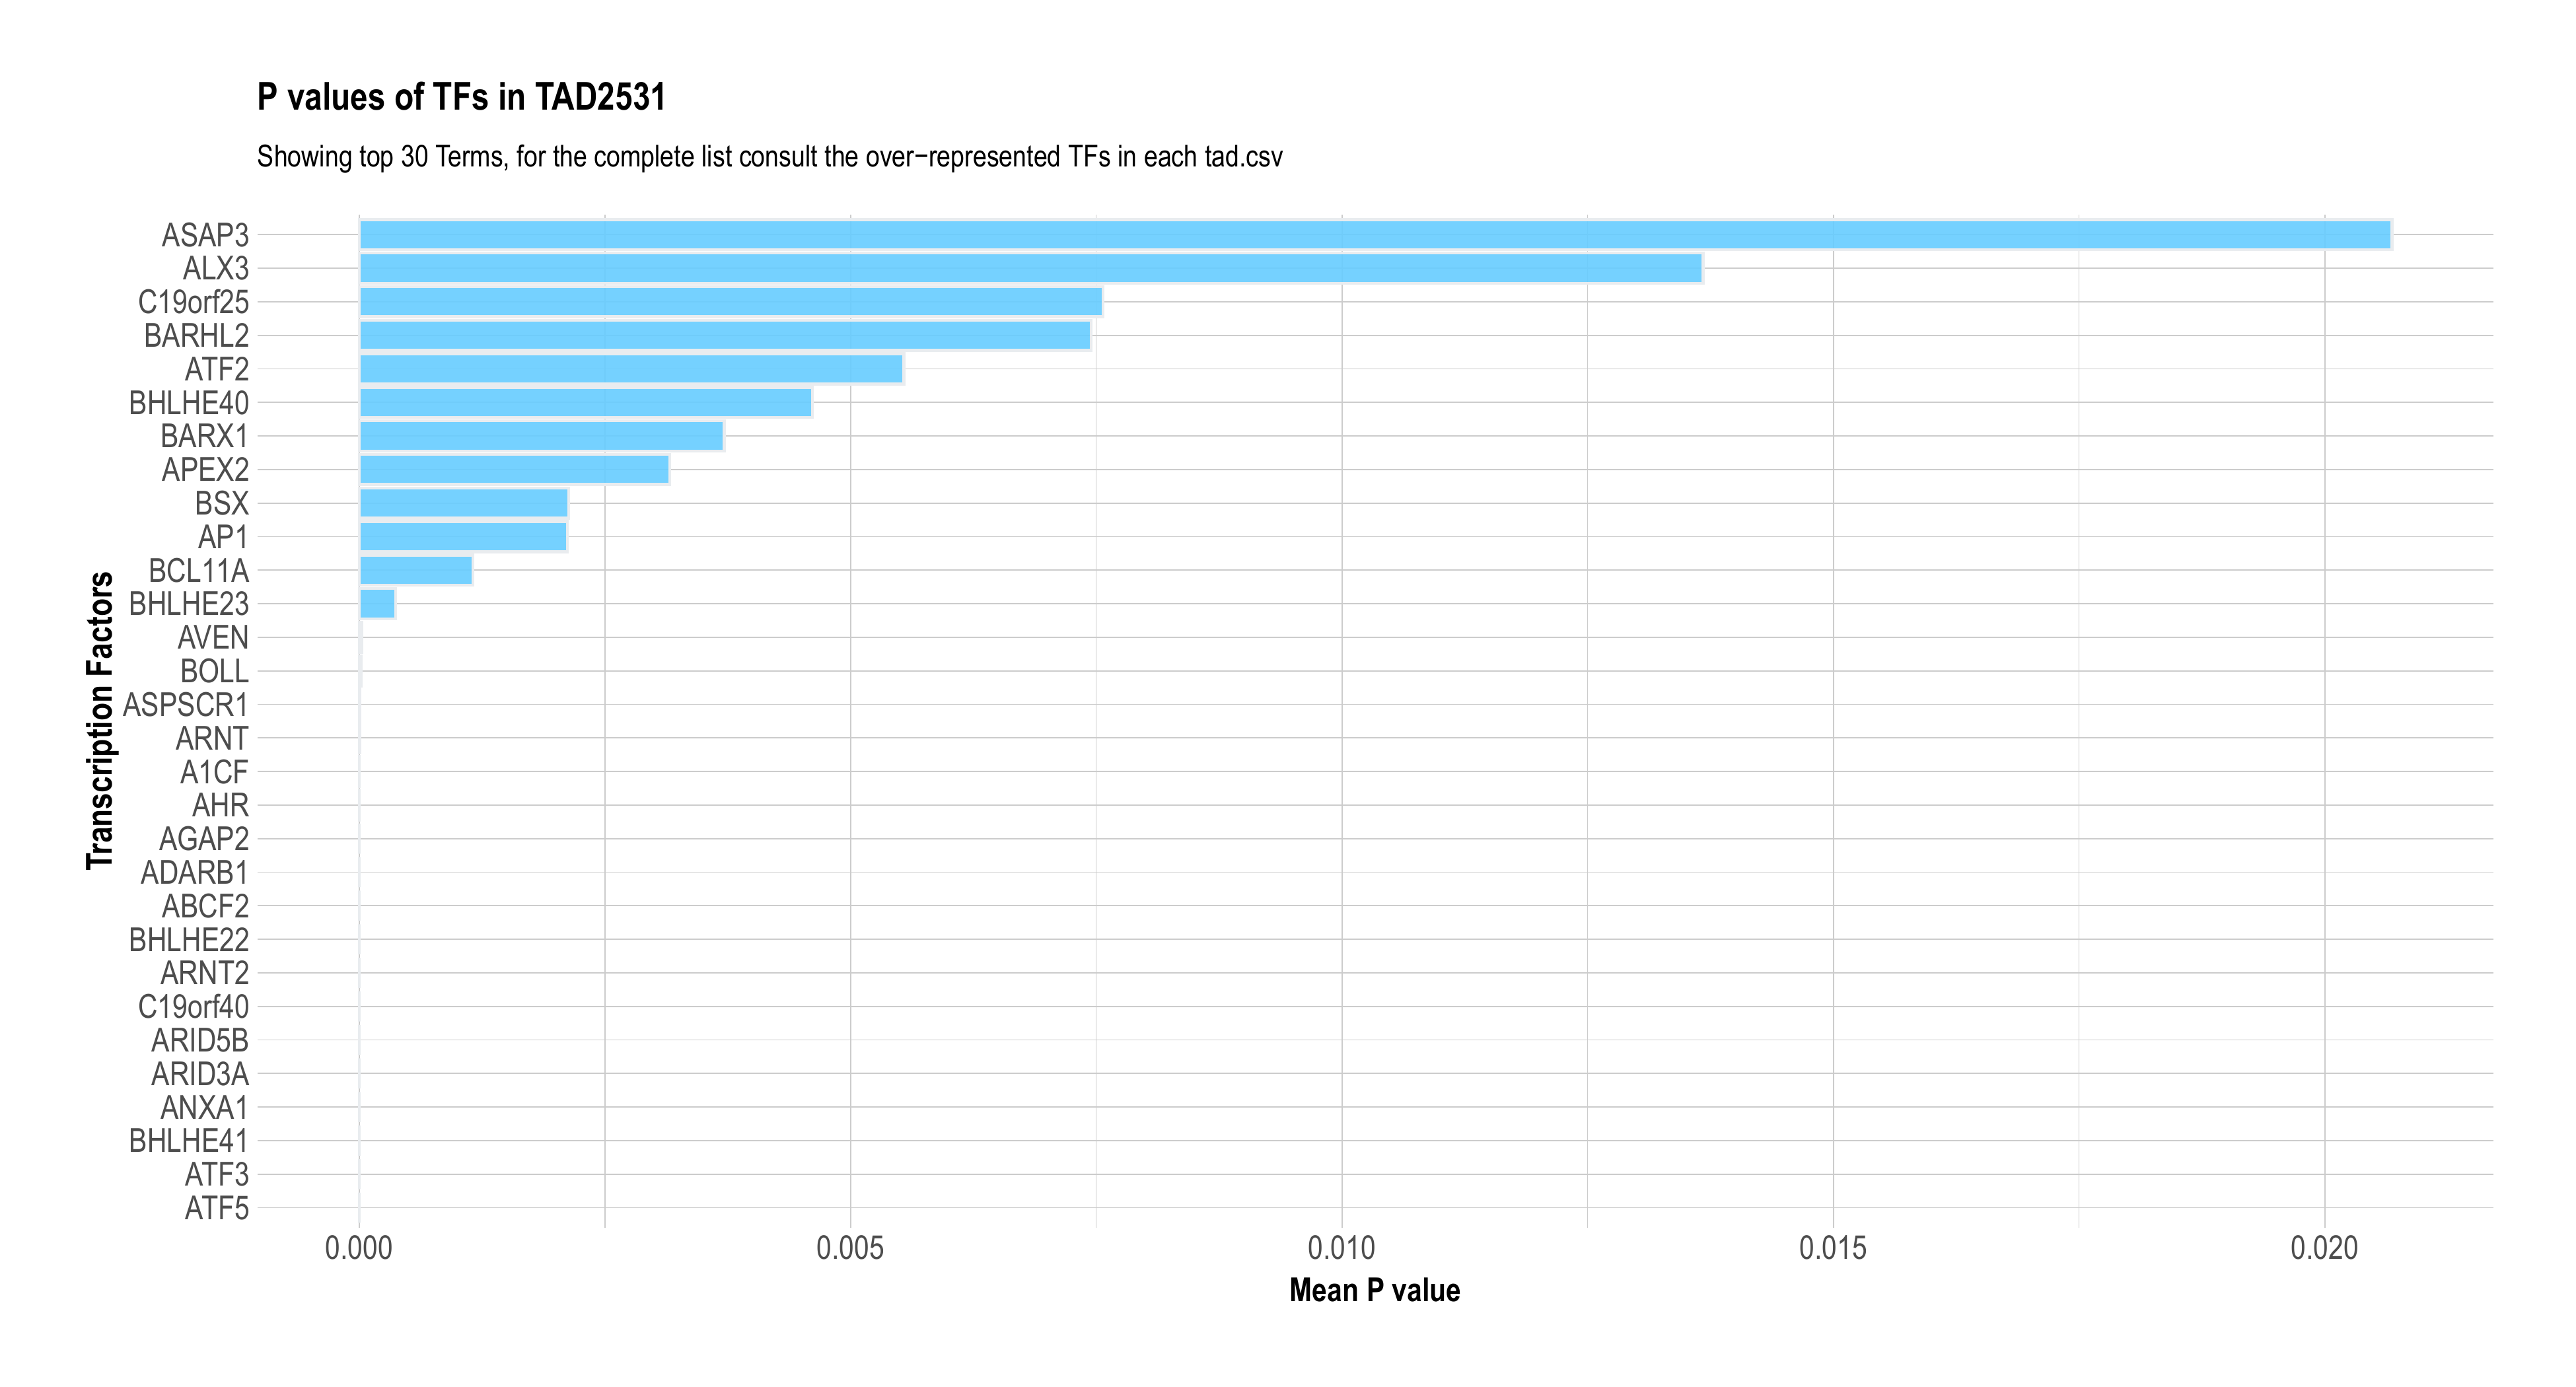 P values of TFs in TAD2531
Showing top 30 Terms, for the complete list consult the over−represented TFs in each tad.csv
Transcription Factors
ASAP3
ALX3
C19orf25
BARHL2
ATF2
BHLHE40
BARX1
APEX2
BSX
AP1
BCL11A
BHLHE23
AVEN
BOLL
ASPSCR1
ARNT
A1CF
AHR
AGAP2
ADARB1
ABCF2
BHLHE22
ARNT2
C19orf40
ARID5B
ARID3A
ANXA1
BHLHE41
ATF3
ATF5
0.000 0.005 0.010 0.015 0.020
Mean P value